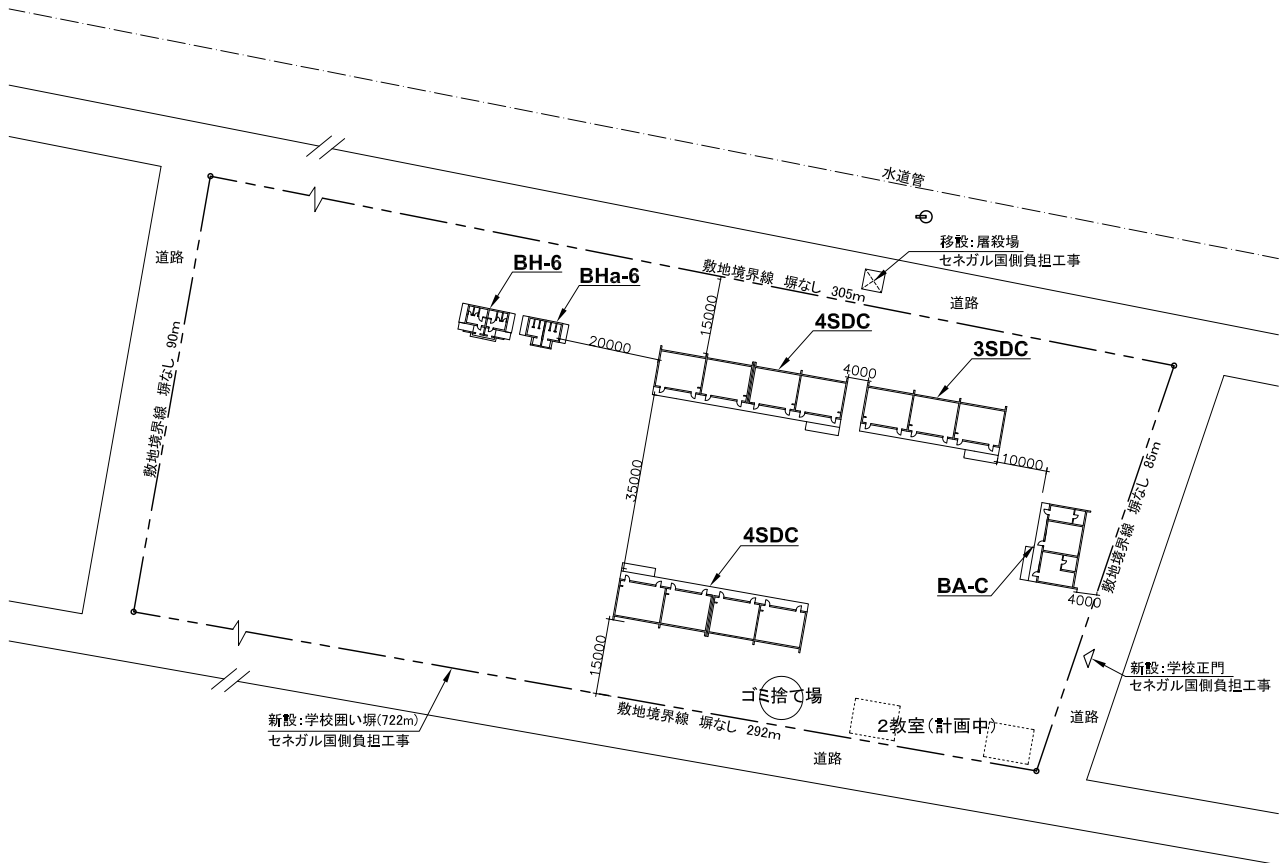 水道管
移設：屠殺場
セネガル国側負担工事
道路
道路
BH-6
BHa-6
敷地境界線 塀なし 305m
15000
4SDC
3SDC
20000
4000
敷地境界線 塀なし 90m
10000
敷地境界線 塀なし 85m
35000
4SDC
BA-C
4000
15000
新設：学校正門
セネガル国側負担工事
ゴミ捨て場
敷地境界線 塀なし 292m
2教室(計画中)
道路
新設：学校囲い塀(722m)
セネガル国側負担工事
道路